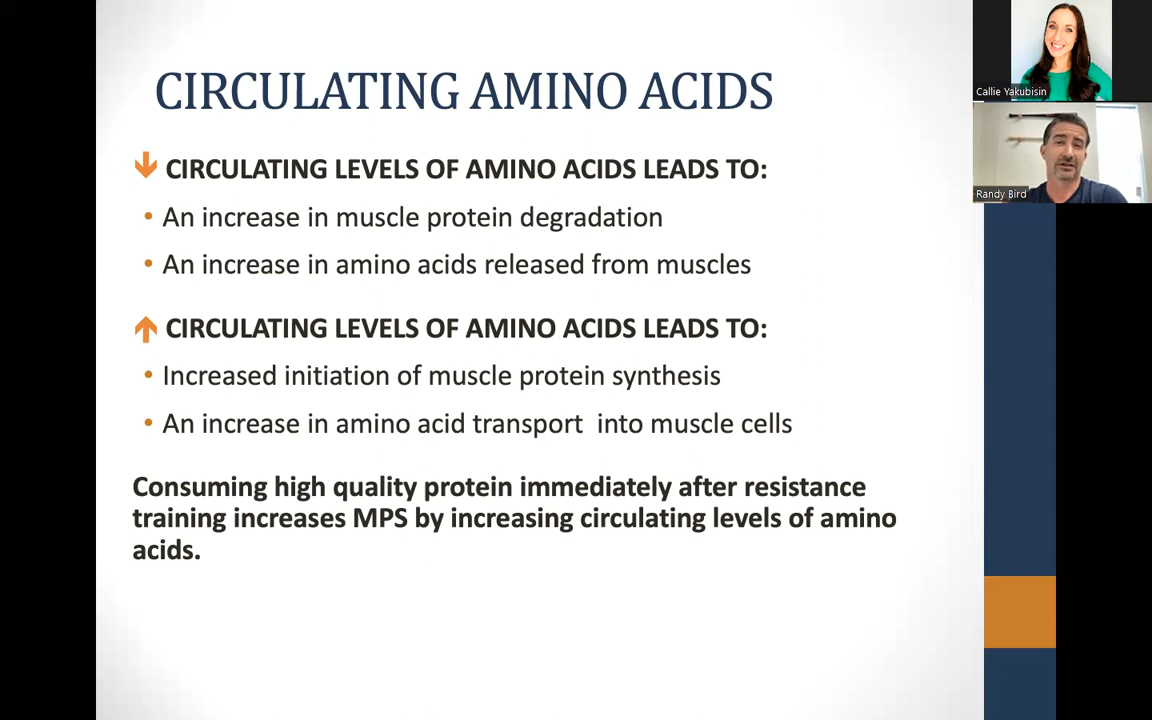 CIRCULATING AMINO ACIDS
↓ CIRCULATING LEVELS OF AMINO ACIDS LEADS TO:
• An increase in muscle protein degradation
• An increase in amino acids released from muscles
↑ CIRCULATING LEVELS OF AMINO ACIDS LEADS TO:
• Increased initiation of muscle protein synthesis
• An increase in amino acid transport  into muscle cells
Consuming high quality protein immediately after resistance
training increases MPS by increasing circulating levels of amino
acids.
Callie Yakubisin
Randy Bird